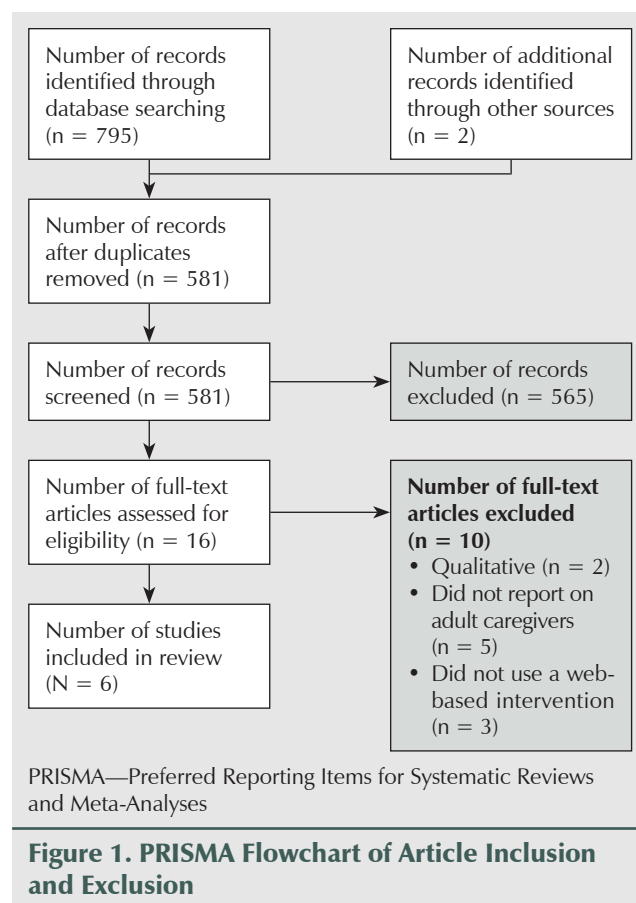 Number of records
identified through
database searching
(n = 795)
Number of additional
records identified
through other sources
(n = 2)
Number of records
after duplicates
removed (n = 581)
Number of records
screened (n = 581)
Number of records
excluded (n = 565)
Number of full-text
articles assessed for
eligibility (n = 16)
Number of full-text
articles excluded
(n = 10)
• Qualitative (n = 2)
• Did not report on
adult caregivers
(n = 5)
• Did not use a web-
based intervention
(n = 3)
Number of studies
included in review
(N = 6)
PRISMA—Preferred Reporting Items for Systematic Reviews
and Meta-Analyses
Figure 1. PRISMA Flowchart of Article Inclusion
and Exclusion